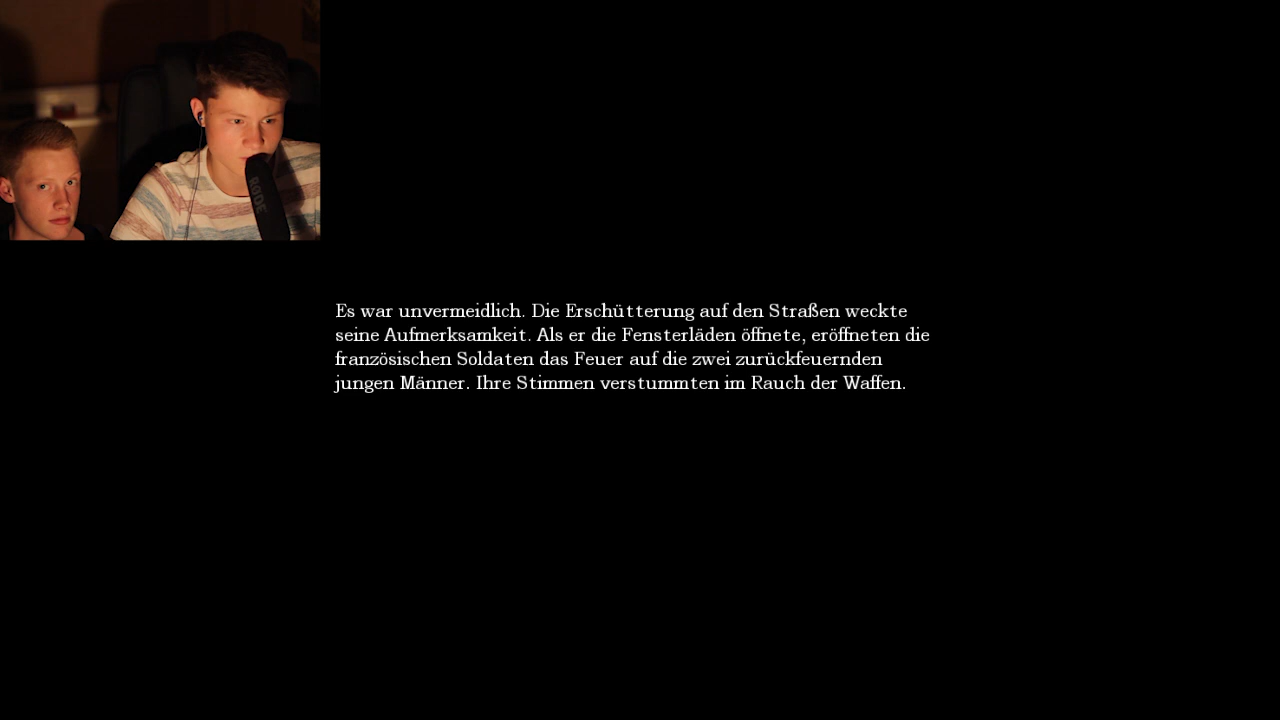 RODE
Es war unvermeidlich. Die Erschütterung auf den Straßen weckte
seine Aufmerksamkeit. Als er die Fensterläden öffnete, eröffneten die
französischen Soldaten das Feuer auf die zwei zurückfeuernden
jungen Männer. Ihre Stimmen verstummten im Rauch der Waffen.